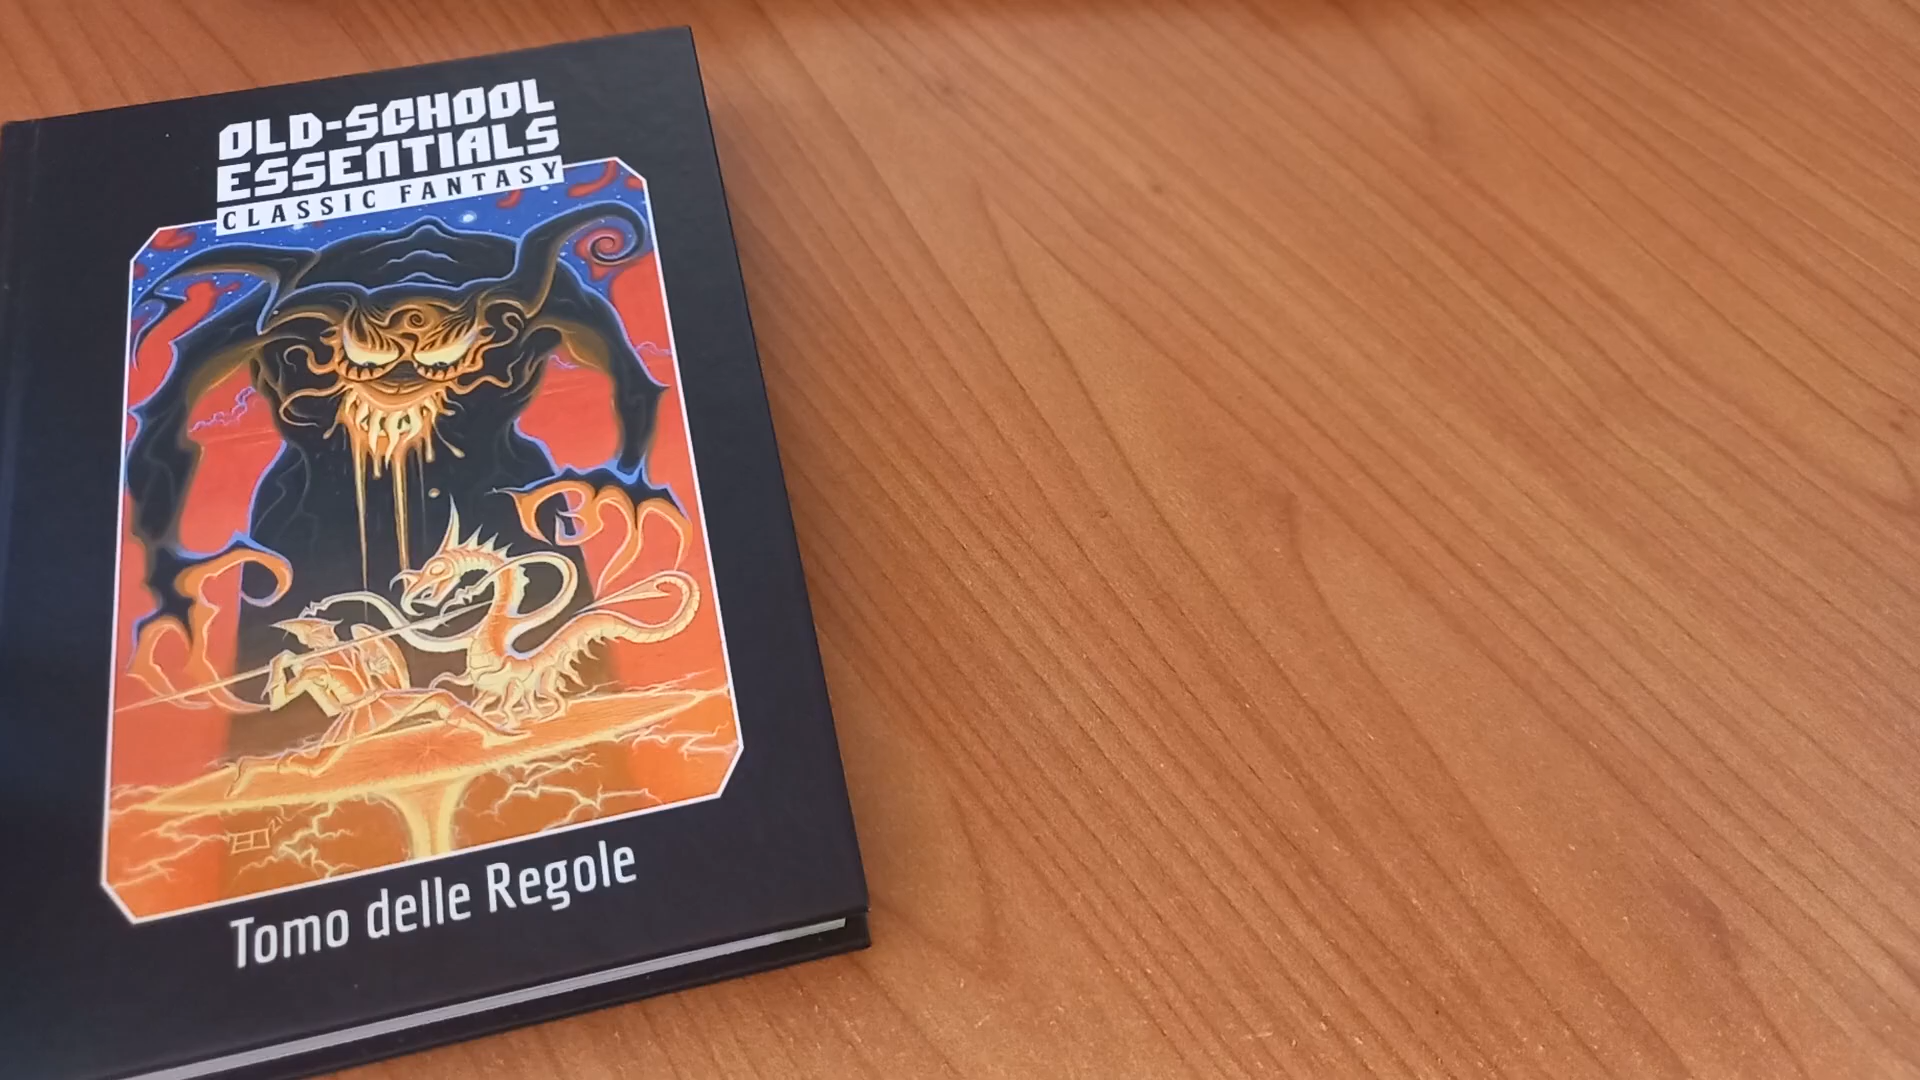 OLD-SCHOOL
ESSENTIALS
CLASSIC FANTASY
Tomo delle Regole